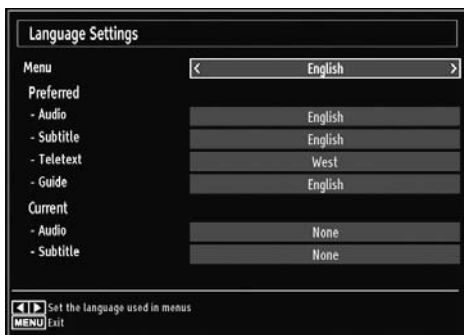 Language Settings
Menu < English >
Preferred
- Audio English
- Subtitle English
- Teletext West
- Guide English
Current
- Audio None
- Subtitle None
Set the language used in menus
MENU Exit